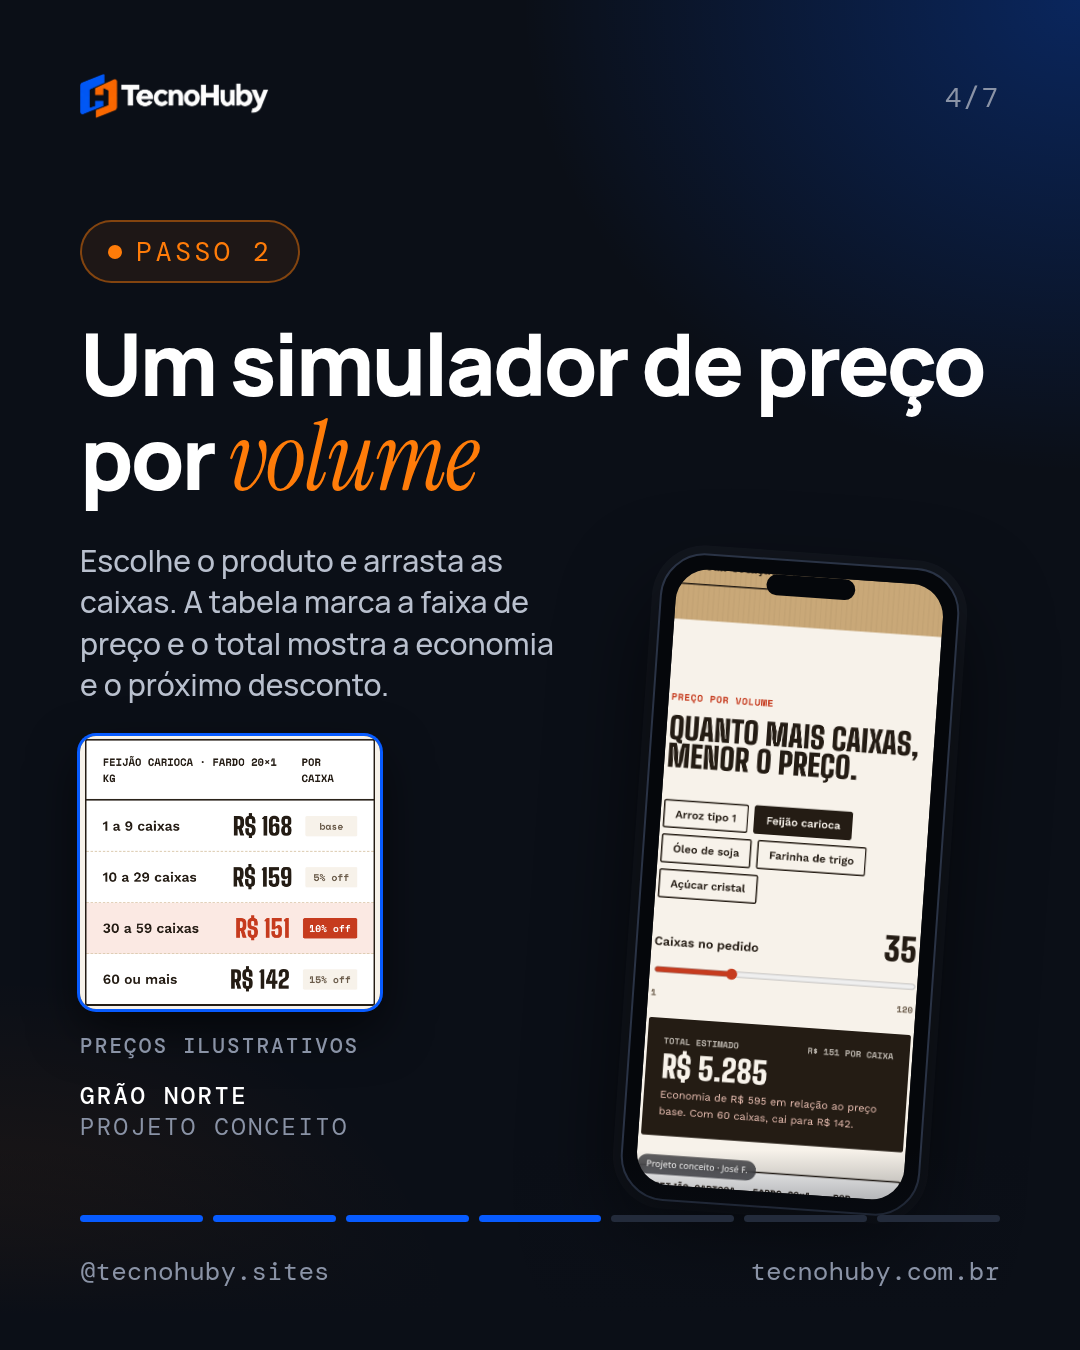 TecnoHuby
4/7
PASSO 2
Um simulador de preço
por volume
Escolhe o produto e arrasta as
caixas. A tabela marca a faixa de
preço e o total mostra a economia
e o próximo desconto.
FEIJÃO CARIOCA · FARDO 20×1 KG
POR CAIXA
1 a 9 caixas R$ 168 base
10 a 29 caixas R$ 159 5% off
30 a 59 caixas R$ 151 10% off
60 ou mais R$ 142 15% off
PREÇOS ILUSTRATIVOS
GRÃO NORTE
PROJETO CONCEITO
PREÇO POR VOLUME
QUANTO MAIS CAIXAS,
MENOR O PREÇO.
Arroz tipo 1
Feijão carioca
Óleo de soja
Farinha de trigo
Açúcar cristal
Caixas no pedido 35
1 120
TOTAL ESTIMADO
R$ 151 POR CAIXA
R$ 5.285
Economia de R$ 595 em relação ao preço
base. Com 60 caixas, cai para R$ 142.
Projeto conceito · José F.
@tecnohuby.sites
tecnohuby.com.br